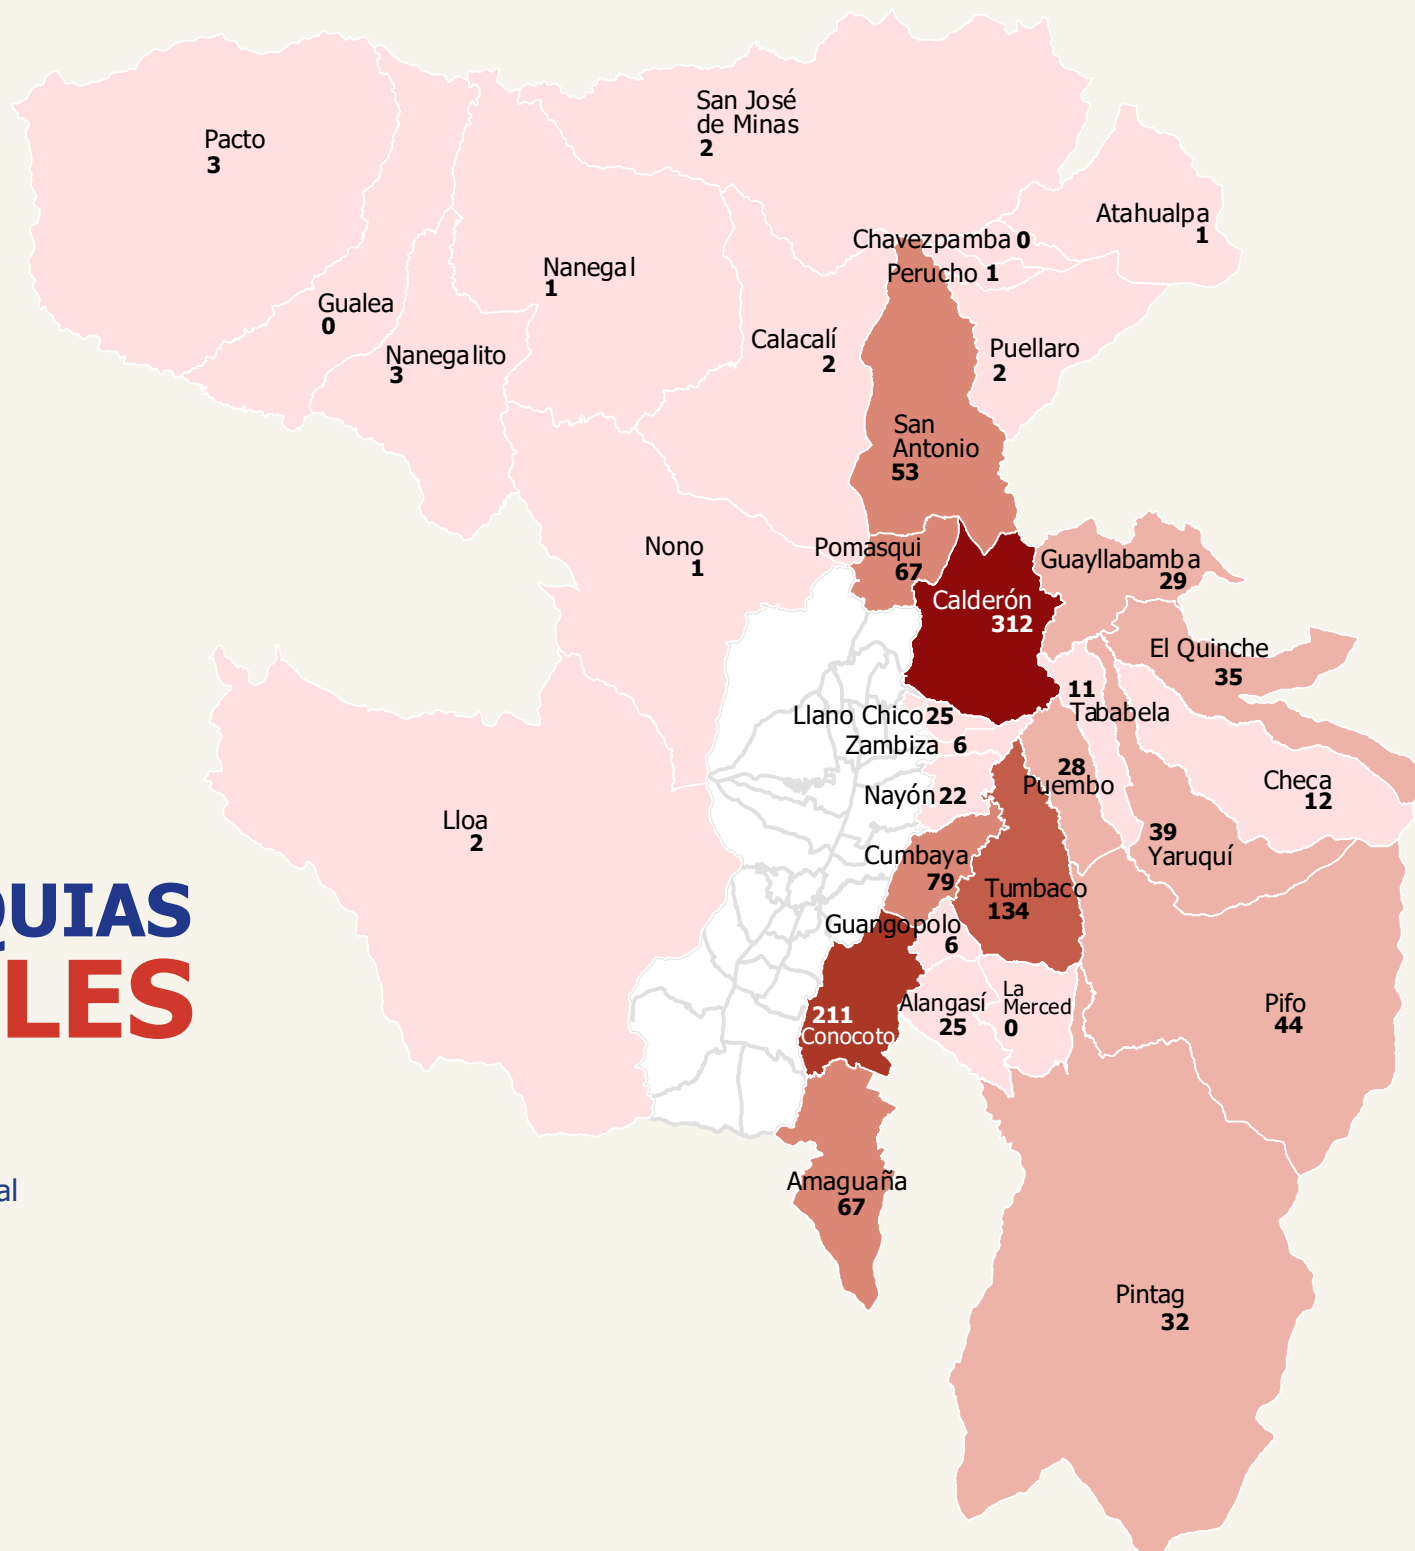 San José
de Minas
2
Pacto
3
Atahualpa
1
Chavezpamba 0
Perucho 1
Nanegal
1
Gualea
0
Nanegalito
3
Calacalí
2
Puellaro
2
San
Antonio
53
Nono
1
Pomasqui
67
Guayllabamba
29
Calderón
312
El Quinche
35
11
Tababela
Llano Chico 25
Zambiza 6
Nayón 22
28
Puembo
Checa
12
Lloa
2
39
Yaruquí
Cumbaya
79
Tumbaco
134
QUIAS
LES
Guangopolo
6
Alangasí
25
La
Merced
0
Pifo
44
211
Conocoto
al
Amaguaña
67
Pintag
32